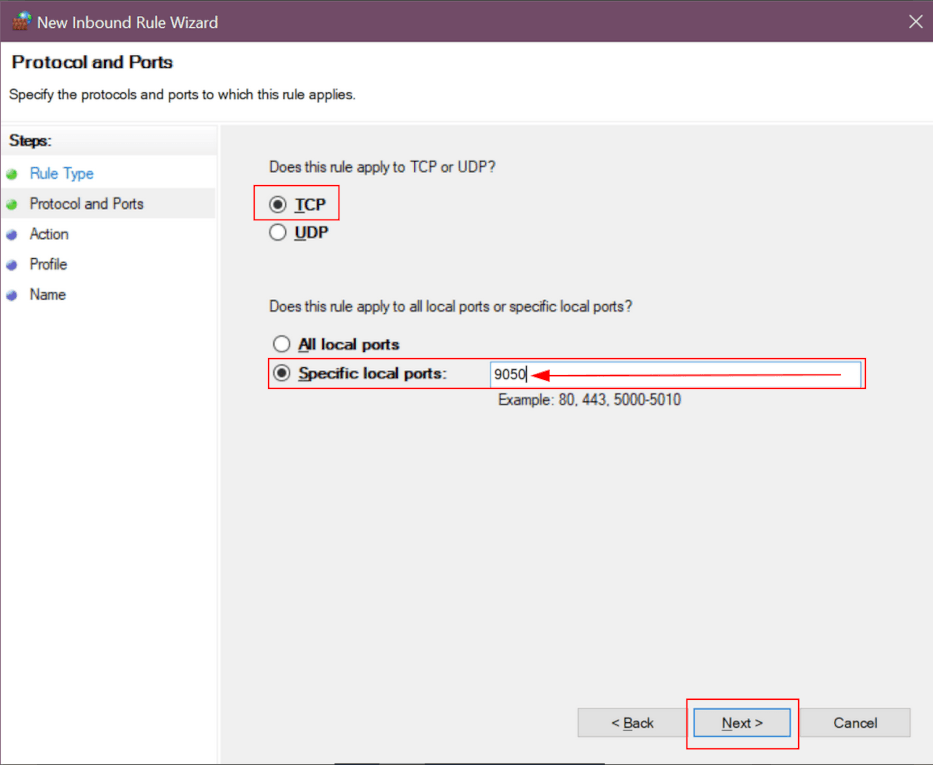 New Inbound Rule Wizard
Protocol and Ports
Specify the protocols and ports to which this rule applies.
Steps:
Rule Type
Protocol and Ports
Action
Profile
Name
Does this rule apply to TCP or UDP?
TCP
UDP
Does this rule apply to all local ports or specific local ports?
All local ports
Specific local ports: 9050
Example: 80, 443, 5000-5010
< Back Next > Cancel